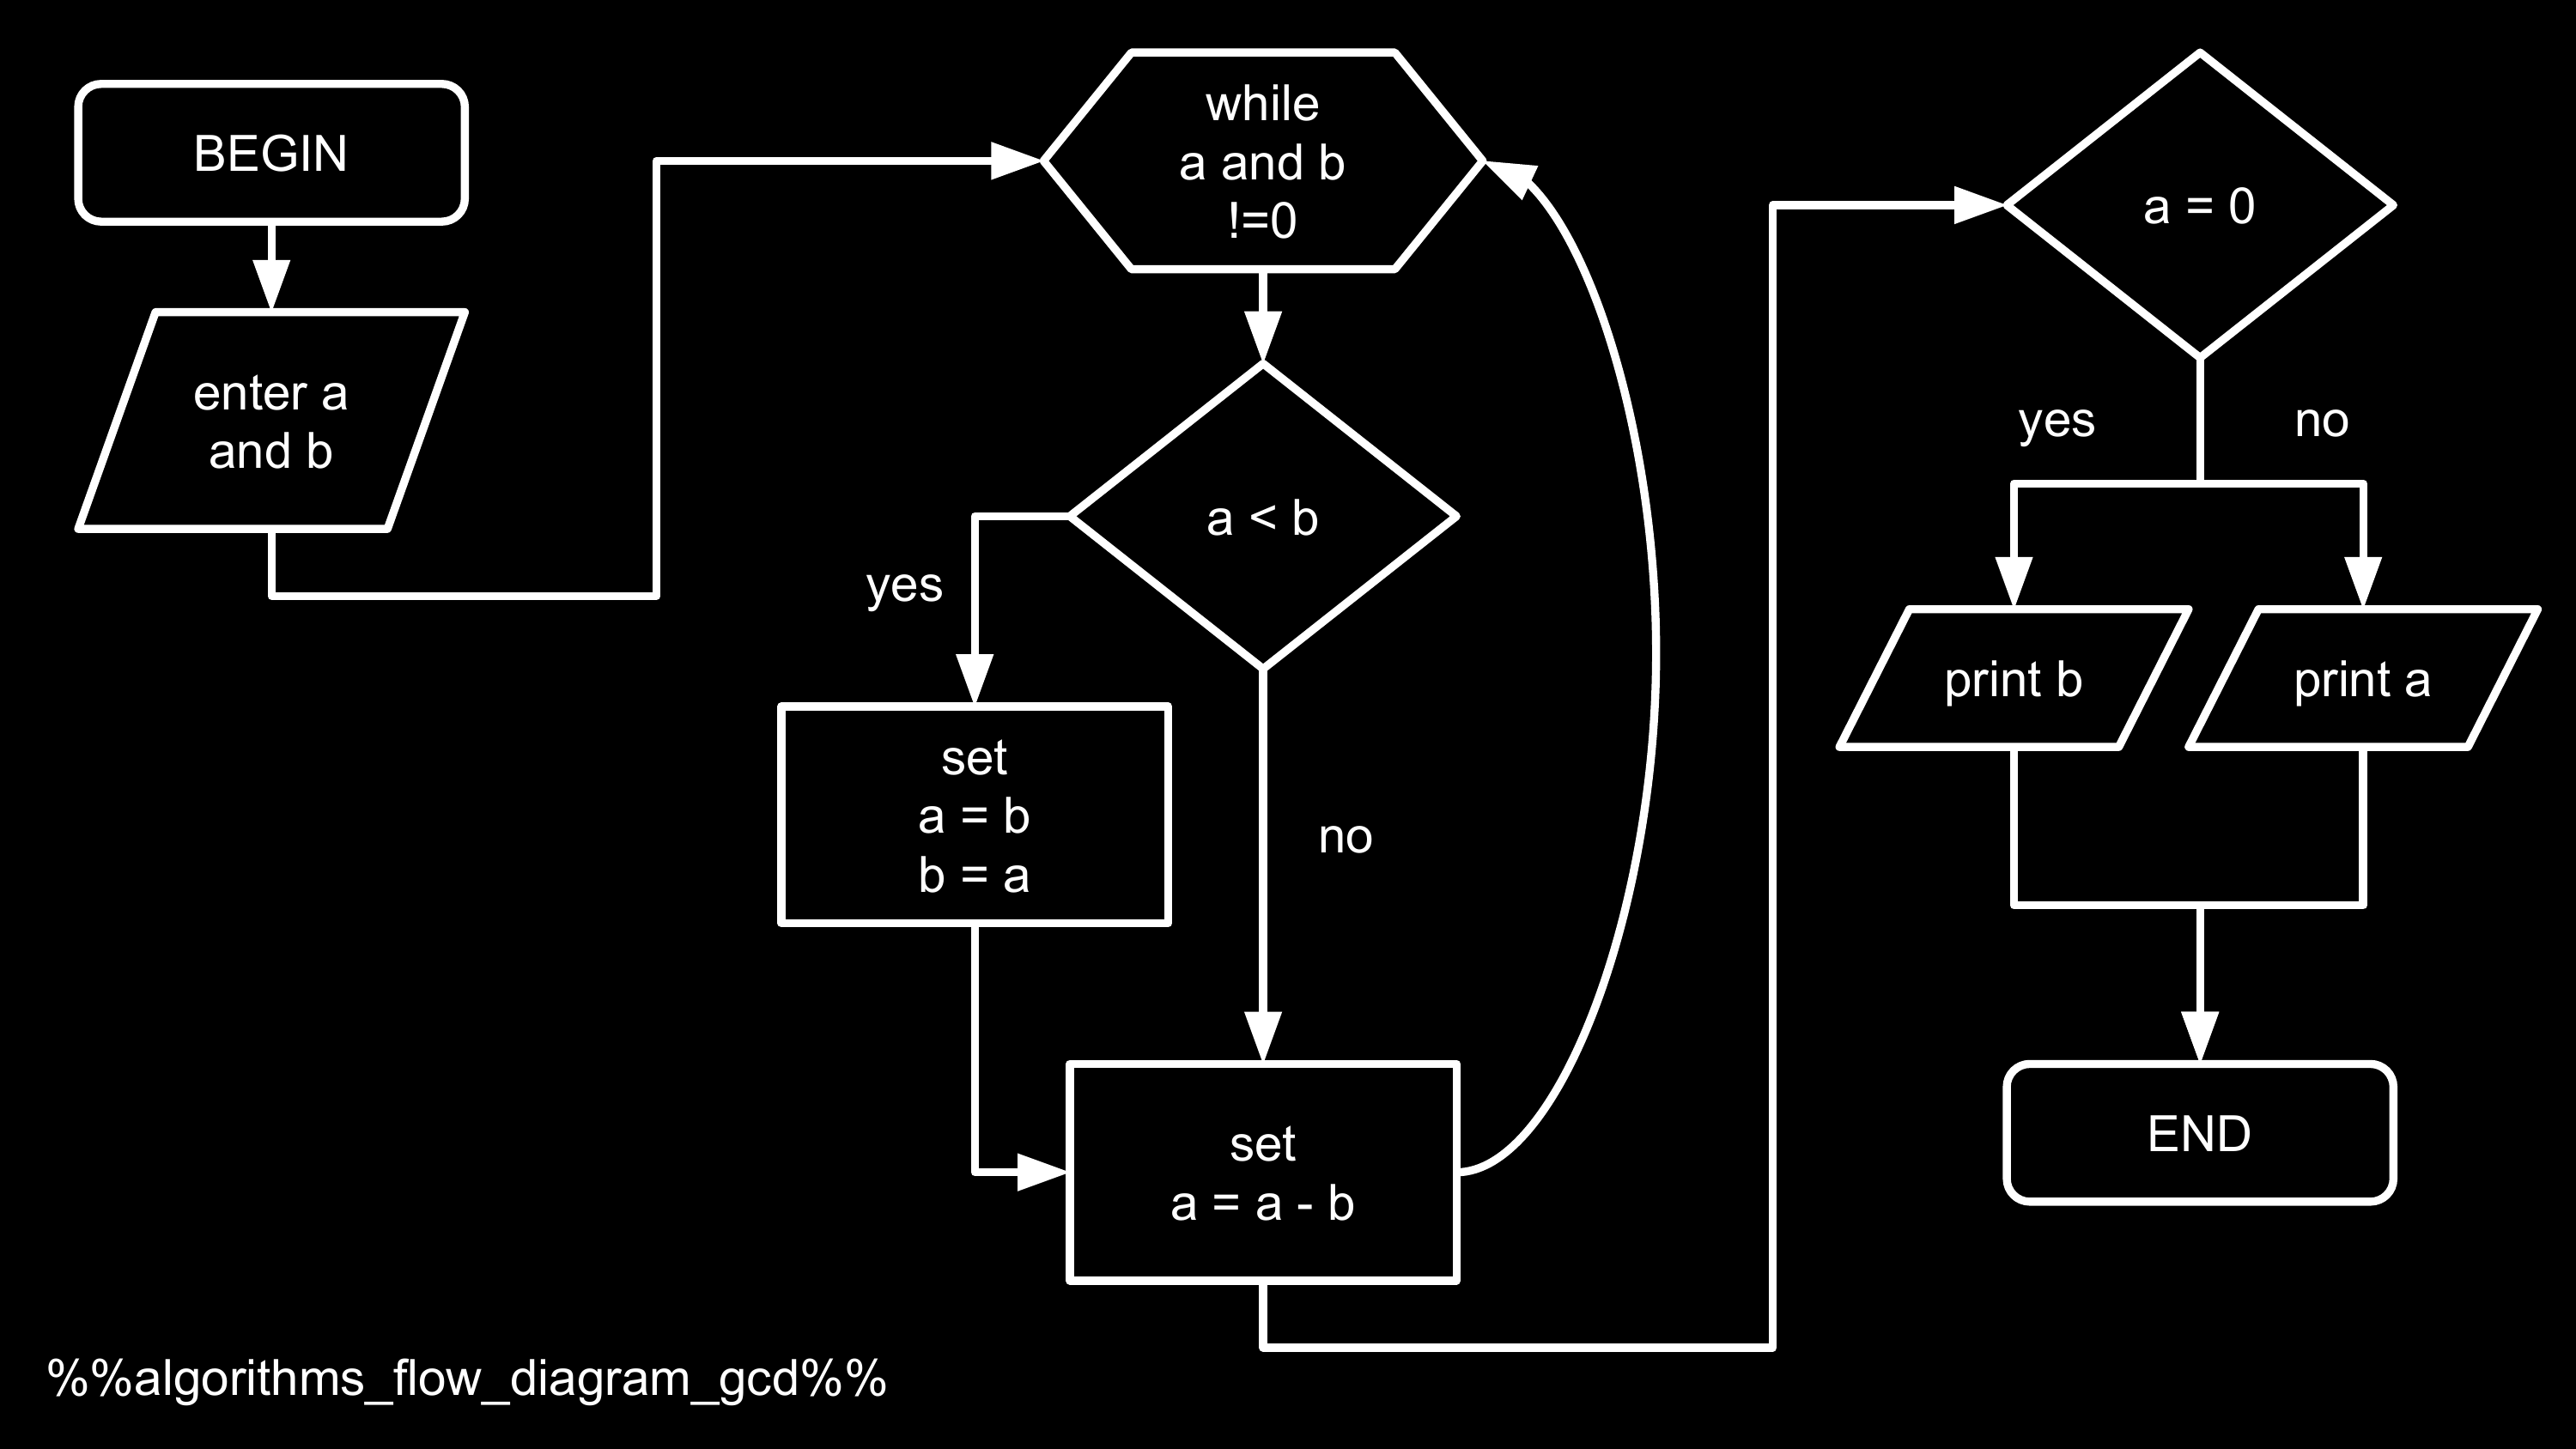 BEGIN
enter a
and b
while
a and b
!=0
a < b
yes
no
set
a = b
b = a
set
a = a - b
a = 0
yes
no
print b
print a
END
%%algorithms_flow_diagram_gcd%%